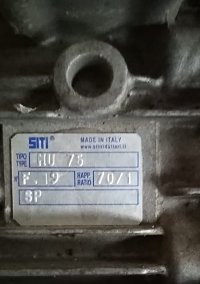 SITI MADE IN ITALY
www.sitiriduttori.it
TIPO
TYPE MU 75
F.19 RAPP.
RATIO 70/1
SP